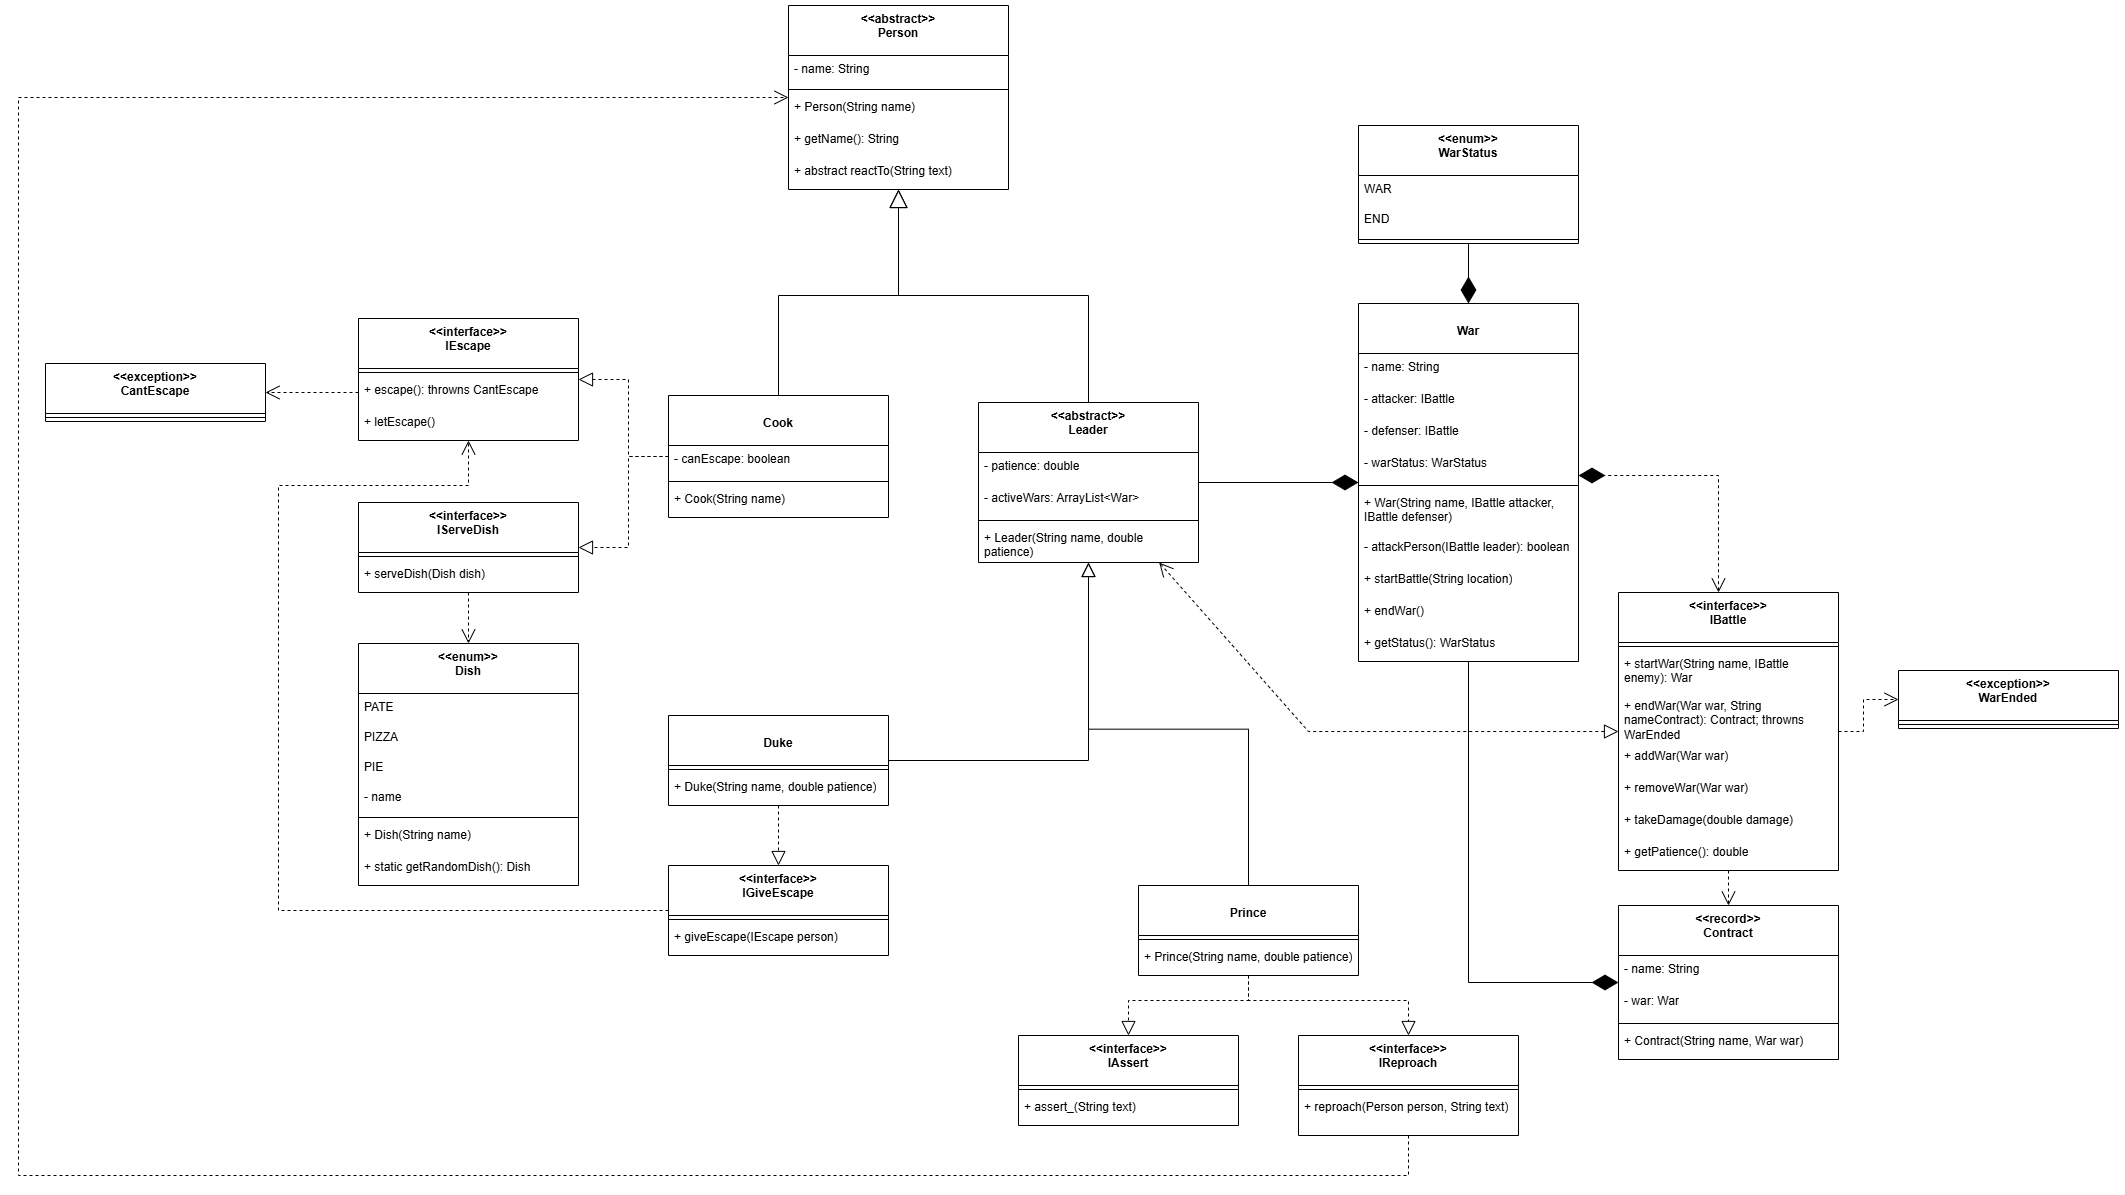 <<abstract>>
Person
- name: String
+ Person(String name)
+ getName(): String
+ abstract reactTo(String text)
<<enum>>
WarStatus
WAR
END
<<interface>>
IEscape
+ escape(): throwns CantEscape
+ letEscape()
<<exception>>
CantEscape
Cook
- canEscape: boolean
+ Cook(String name)
<<abstract>>
Leader
- patience: double
- activeWars: ArrayList<War>
+ Leader(String name, double
patience)
War
- name: String
- attacker: IBattle
- defenser: IBattle
- warStatus: WarStatus
+ War(String name, IBattle attacker,
IBattle defenser)
- attackPerson(IBattle leader): boolean
+ startBattle(String location)
+ endWar()
+ getStatus(): WarStatus
<<interface>>
IServeDish
+ serveDish(Dish dish)
<<enum>>
Dish
PATE
PIZZA
PIE
- name
+ Dish(String name)
+ static getRandomDish(): Dish
<<interface>>
IBattle
+ startWar(String name, IBattle
enemy): War
+ endWar(War war, String
nameContract): Contract; throwns
WarEnded
+ addWar(War war)
+ removeWar(War war)
+ takeDamage(double damage)
+ getPatience(): double
<<exception>>
WarEnded
Duke
+ Duke(String name, double patience)
<<interface>>
IGiveEscape
+ giveEscape(IEscape person)
Prince
+ Prince(String name, double patience)
<<record>>
Contract
- name: String
- war: War
+ Contract(String name, War war)
<<interface>>
IAssert
+ assert_(String text)
<<interface>>
IReproach
+ reproach(Person person, String text)